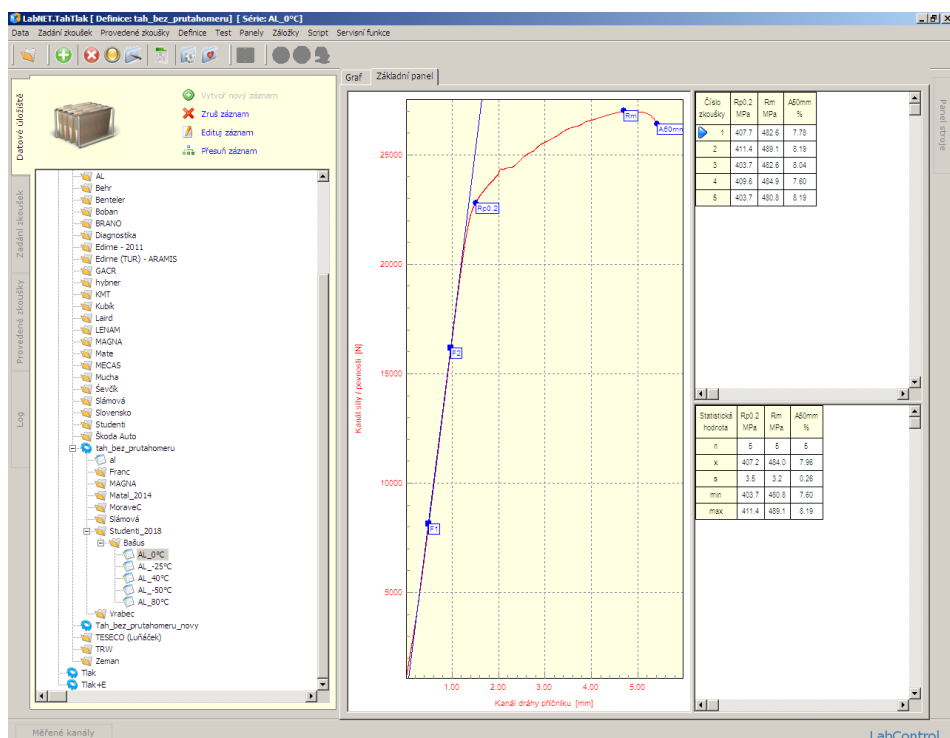 LabNET.TahTlak [ Definice: tah_bez_prutahomeru] [ Série: AL_0°C]
Data Zadání zkoušek Provedené zkoušky Definice Test Panely Záložky Script Servisní funkce
Datové úložiště
Zadání zkoušek
Provedené zkoušky
Log
Vytvoř nový záznam
Zruš záznam
Edituj záznam
Přesuň záznam
AL
Behr
Benteler
Boban
BRANO
Diagnostika
Edirne - 2011
Edirne (TUR) - ARAMIS
GACR
hybner
KMT
Kubík
Laird
LENAM
MAGNA
Mate
MECAS
Mucha
Ševčík
Slámová
Slovensko
Studenti
Škoda Auto
tah_bez_prutahomeru
al
Franc
MAGNA
Matal_2014
MoraveC
Slámová
Studenti_2018
Bašus
AL_0°C
AL_-25°C
AL_40°C
AL_-50°C
AL_80°C
Vrabec
Tah_bez_prutahomeru_novy
TESECO (Luňáček)
TRW
Zeman
Tlak
Tlak+E
Měřené kanály
Graf Základní panel
Kanál síly / pevnosti [N]
25000
20000
15000
10000
5000
Rm
A50mm
Rp0.2
F2
F1
1.00 2.00 3.00 4.00 5.00
Kanál dráhy příčníku [mm]
Číslo zkoušky Rp0.2 MPa Rm MPa A50mm %
1 407.7 482.6 7.78
2 411.4 489.1 8.19
3 403.7 482.6 8.04
4 409.6 484.9 7.60
5 403.7 480.8 8.19
Statistická hodnota Rp0.2 MPa Rm MPa A50mm %
n 5 5 5
x 407.2 484.0 7.96
s 3.5 3.2 0.26
min 403.7 480.8 7.60
max 411.4 489.1 8.19
Panel stroje
LabControl